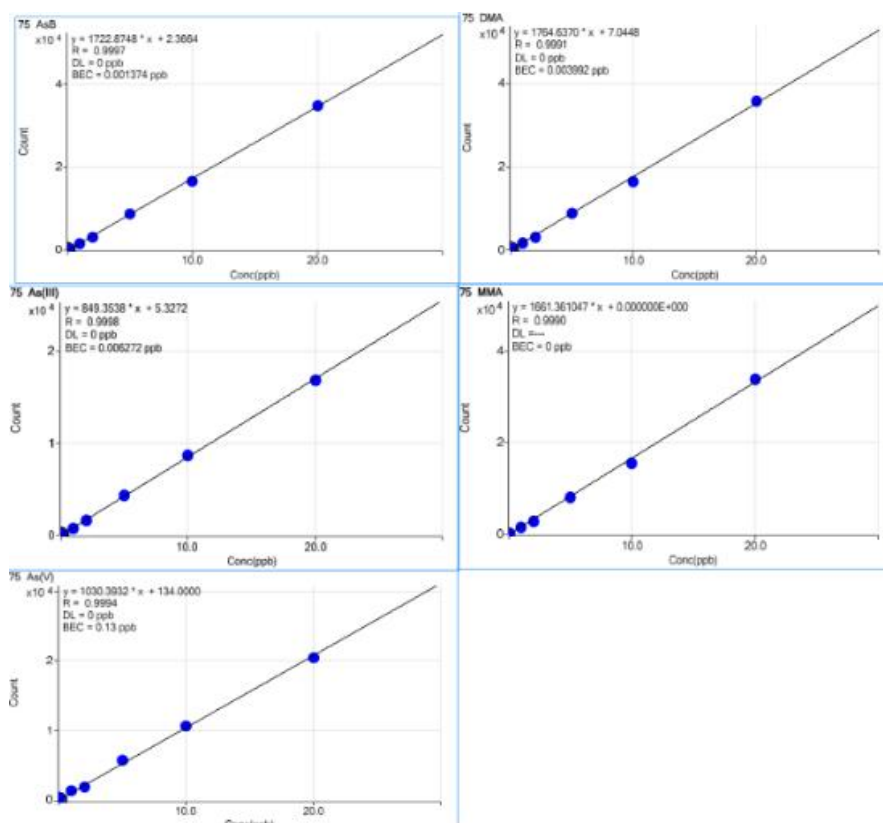 75 AsB
x10 4
y = 1722.8748 * x + 2.3664
R = 0.9997
DL = 0 ppb
BEC = 0.001374 ppb
4
2
0
Count
10.0 20.0
Conc(ppb)
75 DMA
x10 4
y = 1764.6370 * x + 7.0448
R = 0.9991
DL = 0 ppb
BEC = 0.003992 ppb
4
2
0
Count
10.0 20.0
Conc(ppb)
75 As(III)
x10 4
y = 849.3538 * x + 5.3272
R = 0.9998
DL = 0 ppb
BEC = 0.006272 ppb
2
1
0
Count
10.0 20.0
Conc(ppb)
75 MMA
x10 4
y = 1661.361047 * x + 0.000000E+000
R = 0.9990
DL =---
BEC = 0 ppb
4
2
0
Count
10.0 20.0
Conc(ppb)
75 As(V)
x10 4
y = 1030.3932 * x + 134.0000
R = 0.9994
DL = 0 ppb
BEC = 0.13 ppb
2
1
0
Count
10.0 20.0
Conc(ppb)